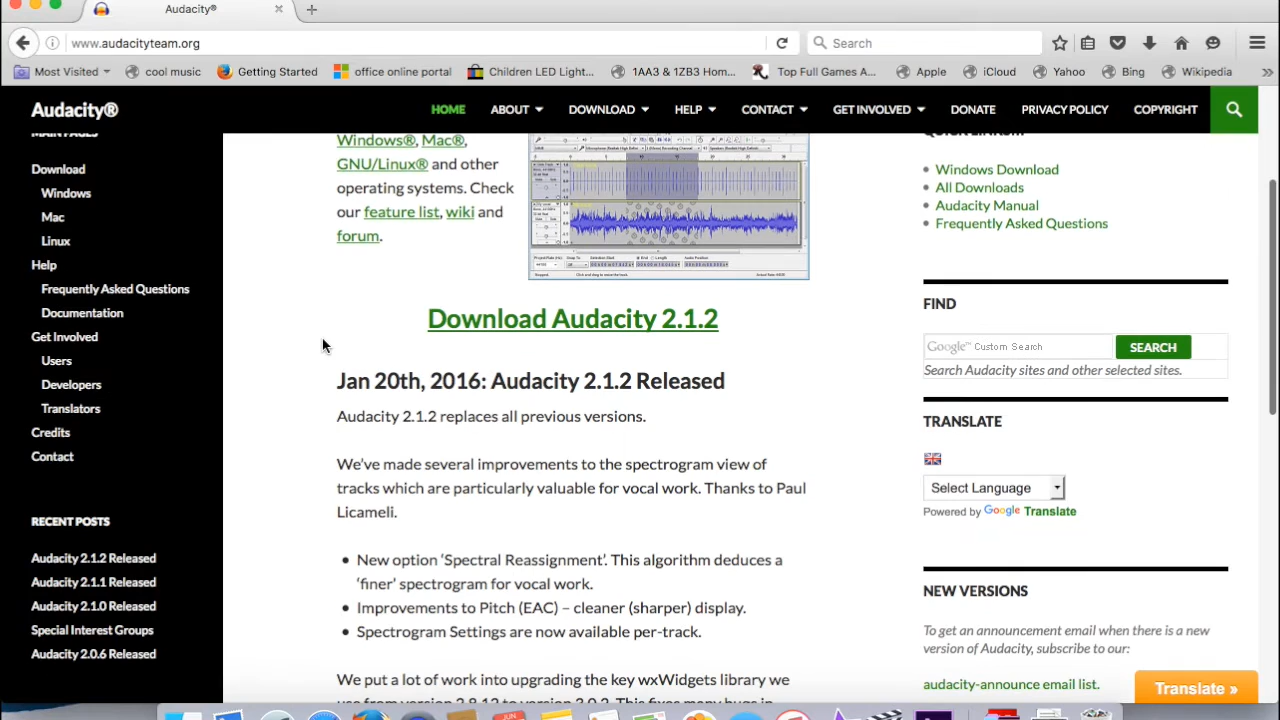 Audacity®
www.audacityteam.org
Search
Most Visited
cool music
Getting Started
office online portal
Children LED Light...
1AA3 & 1ZB3 Hom...
Top Full Games A...
Apple
iCloud
Yahoo
Bing
Wikipedia
Audacity®
HOME
ABOUT
DOWNLOAD
HELP
CONTACT
GET INVOLVED
DONATE
PRIVACY POLICY
COPYRIGHT
MAIN PAGES
Download
Windows
Mac
Linux
Help
Frequently Asked Questions
Documentation
Get Involved
Users
Developers
Translators
Credits
Contact
RECENT POSTS
Audacity 2.1.2 Released
Audacity 2.1.1 Released
Audacity 2.1.0 Released
Special Interest Groups
Audacity 2.0.6 Released
Windows®, Mac®,
GNU/Linux® and other
operating systems. Check
our feature list, wiki and
forum.
Download Audacity 2.1.2
Jan 20th, 2016: Audacity 2.1.2 Released
Audacity 2.1.2 replaces all previous versions.
We've made several improvements to the spectrogram view of
tracks which are particularly valuable for vocal work. Thanks to Paul
Licameli.
New option 'Spectral Reassignment'. This algorithm deduces a
'finer' spectrogram for vocal work.
Improvements to Pitch (EAC) – cleaner (sharper) display.
Spectrogram Settings are now available per-track.
We put a lot of work into upgrading the key wxWidgets library we
QUICK LINKS...
Windows Download
All Downloads
Audacity Manual
Frequently Asked Questions
FIND
Google™ Custom Search
SEARCH
Search Audacity sites and other selected sites.
TRANSLATE
Select Language
Powered by Google Translate
NEW VERSIONS
To get an announcement email when there is a new
version of Audacity, subscribe to our:
audacity-announce email list.
Translate »